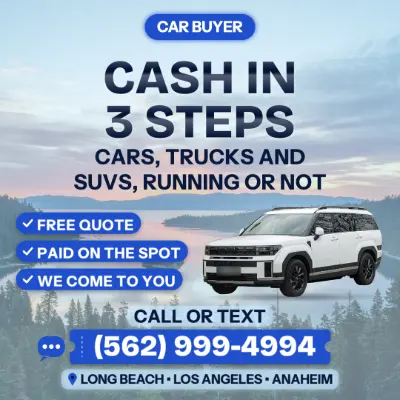 CAR BUYER
CASH IN
3 STEPS
CARS, TRUCKS AND
SUVS, RUNNING OR NOT
FREE QUOTE
PAID ON THE SPOT
WE COME TO YOU
CALL OR TEXT
(562) 999-4994
LONG BEACH • LOS ANGELES • ANAHEIM